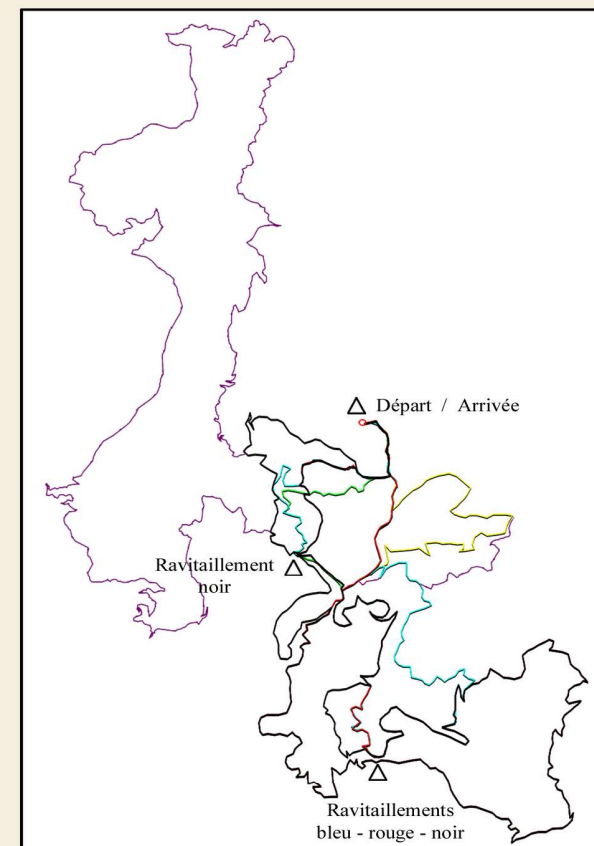 Départ / Arrivée
Ravitaillement
noir
Ravitaillements
bleu - rouge - noir